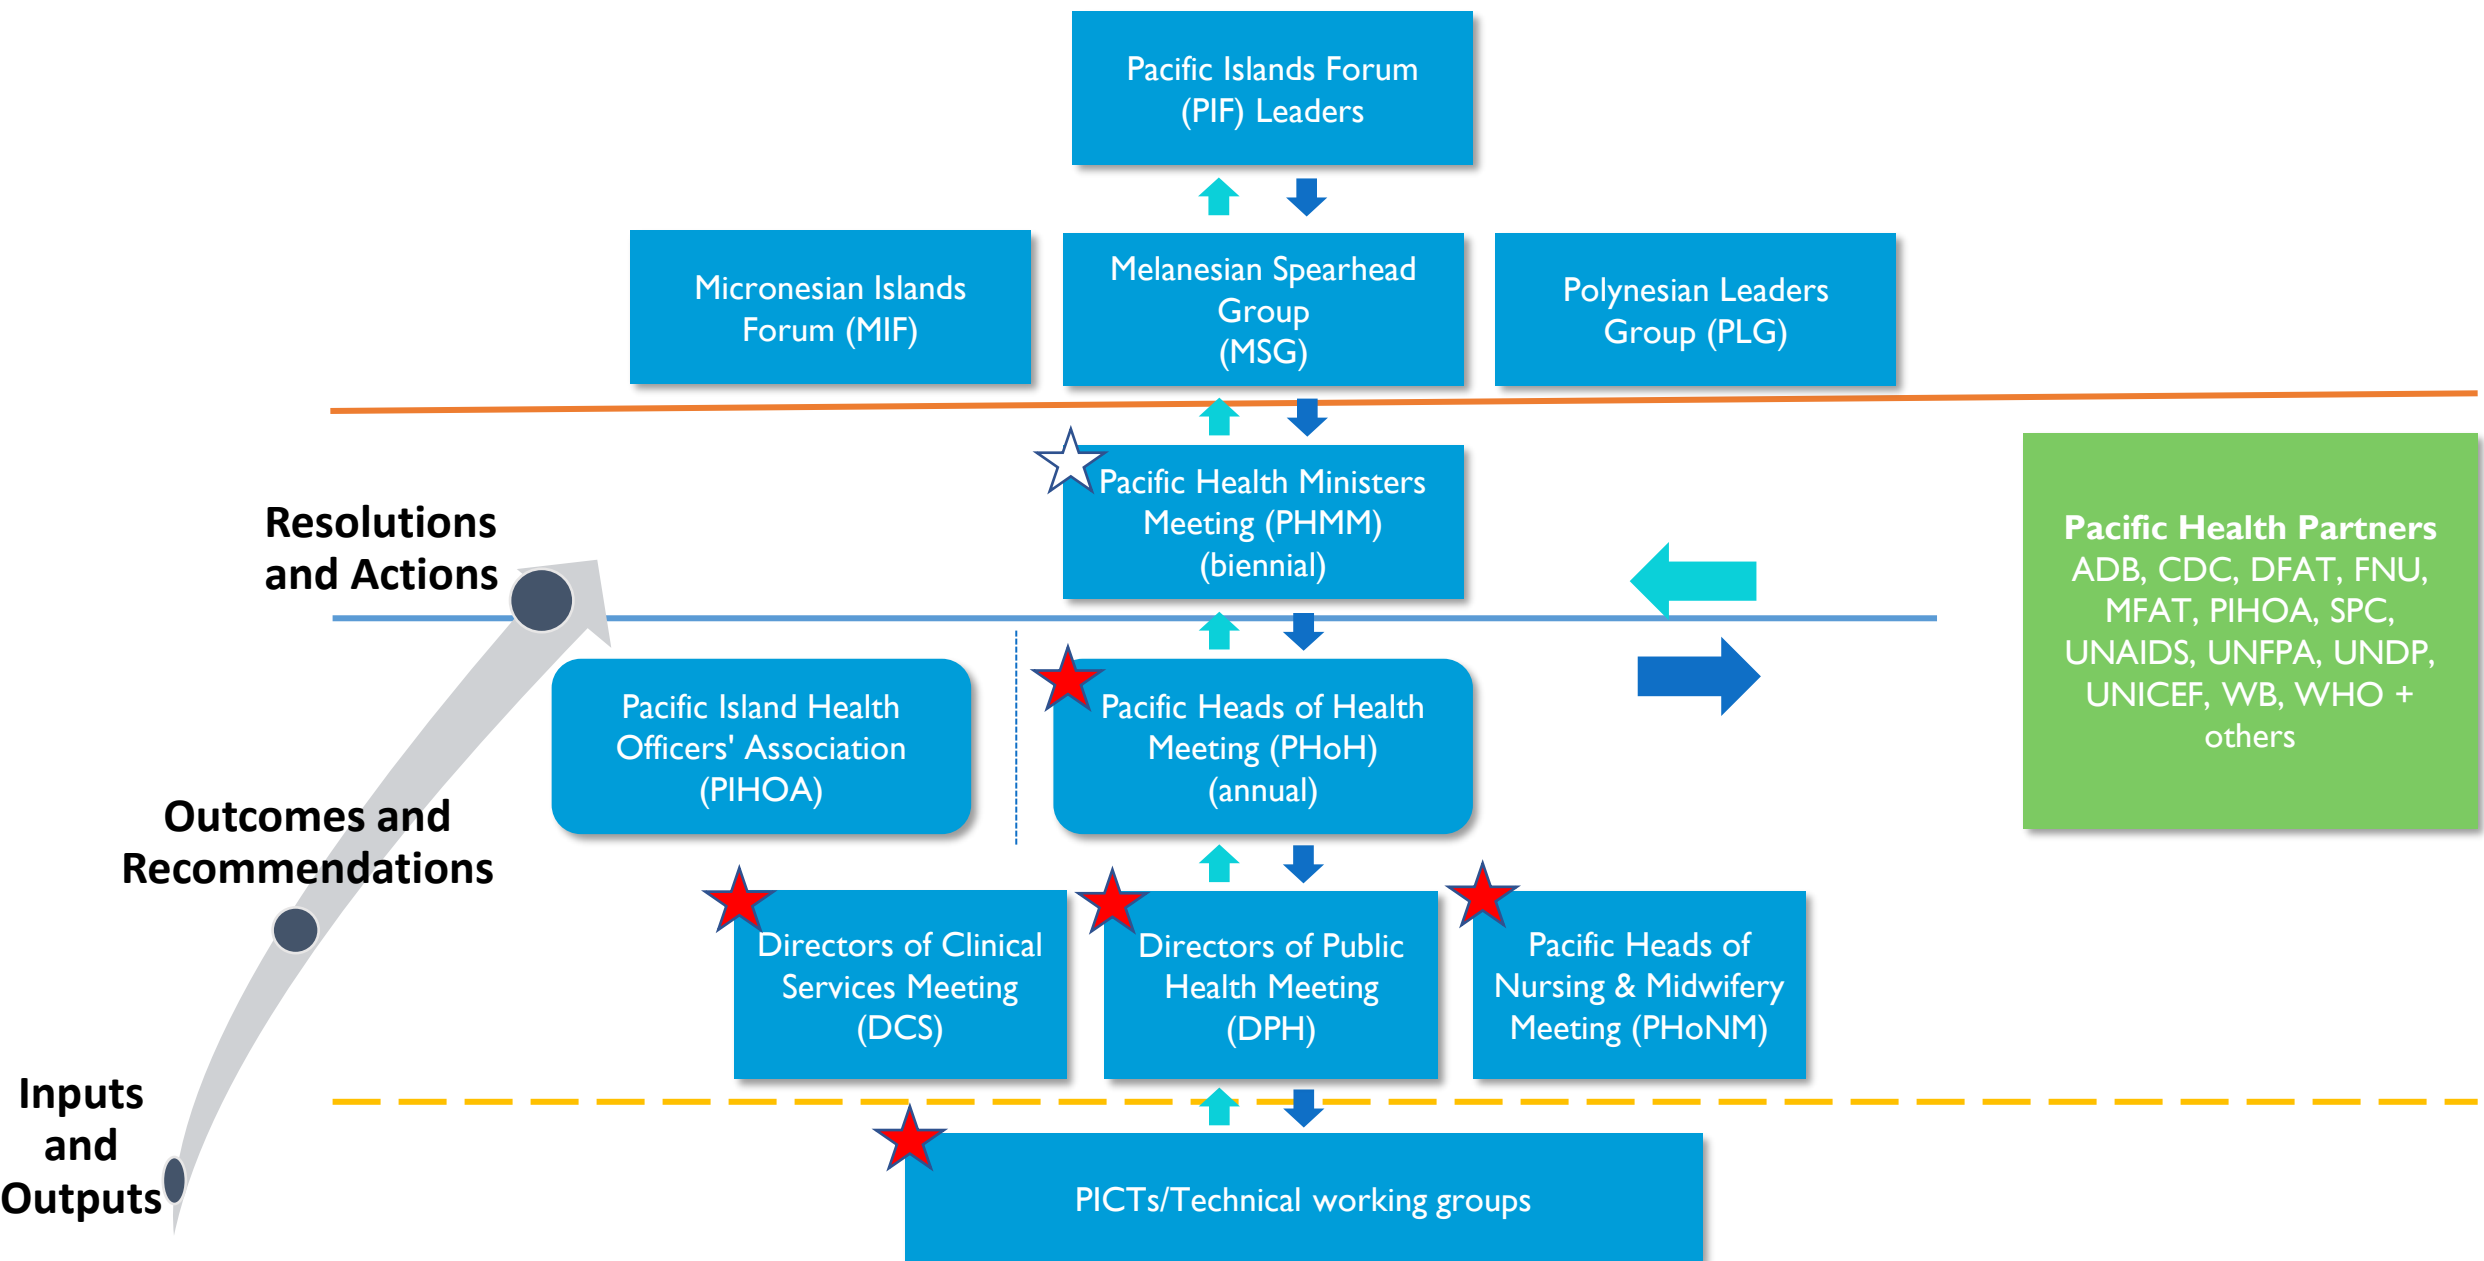 Pacific Islands Forum
(PIF) Leaders
Micronesian Islands
Forum (MIF)
Melanesian Spearhead
Group
(MSG)
Polynesian Leaders
Group (PLG)
Resolutions
and Actions
Pacific Health Ministers
Meeting (PHMM)
(biennial)
Pacific Health Partners
ADB, CDC, DFAT, FNU,
MFAT, PIHOA, SPC,
UNAIDS, UNFPA, UNDP,
UNICEF, WB, WHO +
others
Outcomes and
Recommendations
Pacific Island Health
Officers' Association
(PIHOA)
Pacific Heads of Health
Meeting (PHoH)
(annual)
Directors of Clinical
Services Meeting
(DCS)
Directors of Public
Health Meeting
(DPH)
Pacific Heads of
Nursing & Midwifery
Meeting (PHoNM)
Inputs
and
Outputs
PICTs/Technical working groups